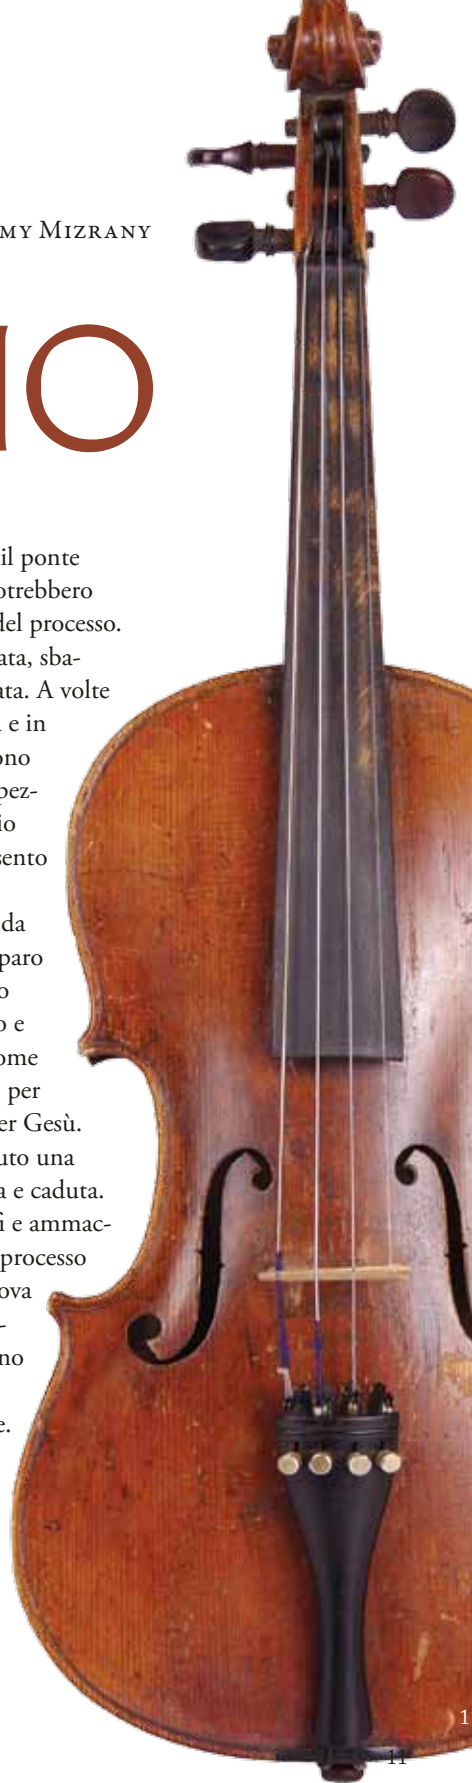 MY MIZRANY
IO
il ponte
otrebbero
del processo.
ata, sba-
ata. A volte
e in
ono
pez-
io
sento
da
paro
o
o e
ome
per
er Gesù.
uto una
a e caduta.
fi e ammac-
processo
ova
-
no
e.
1
11